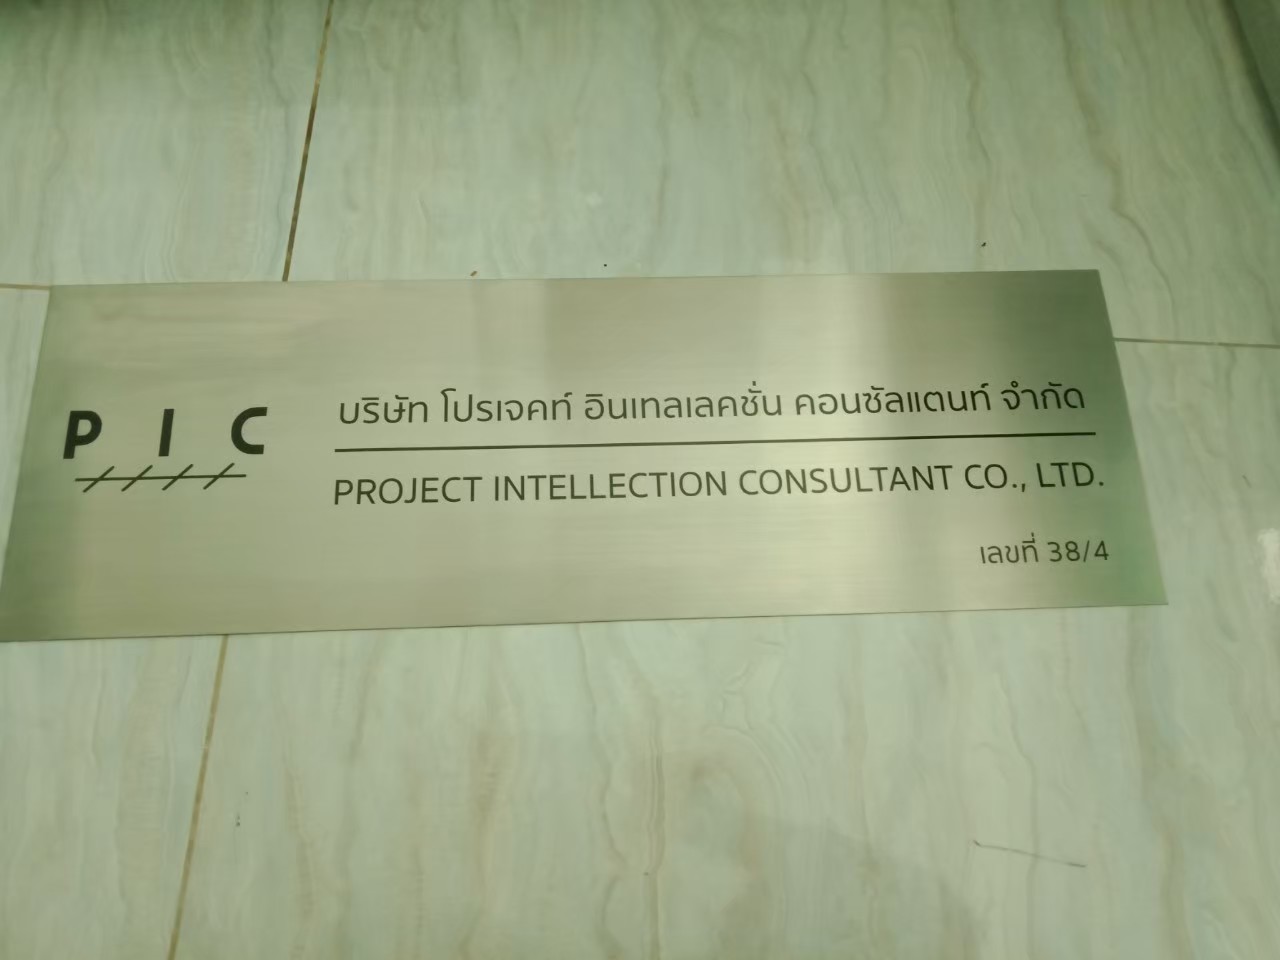 P I C
บริษัท โปรเจคท์ อินเทลเลคชั่น คอนซัลแตนท์ จำกัด
PROJECT INTELLECTION CONSULTANT CO., LTD.
เลขที่ 38/4